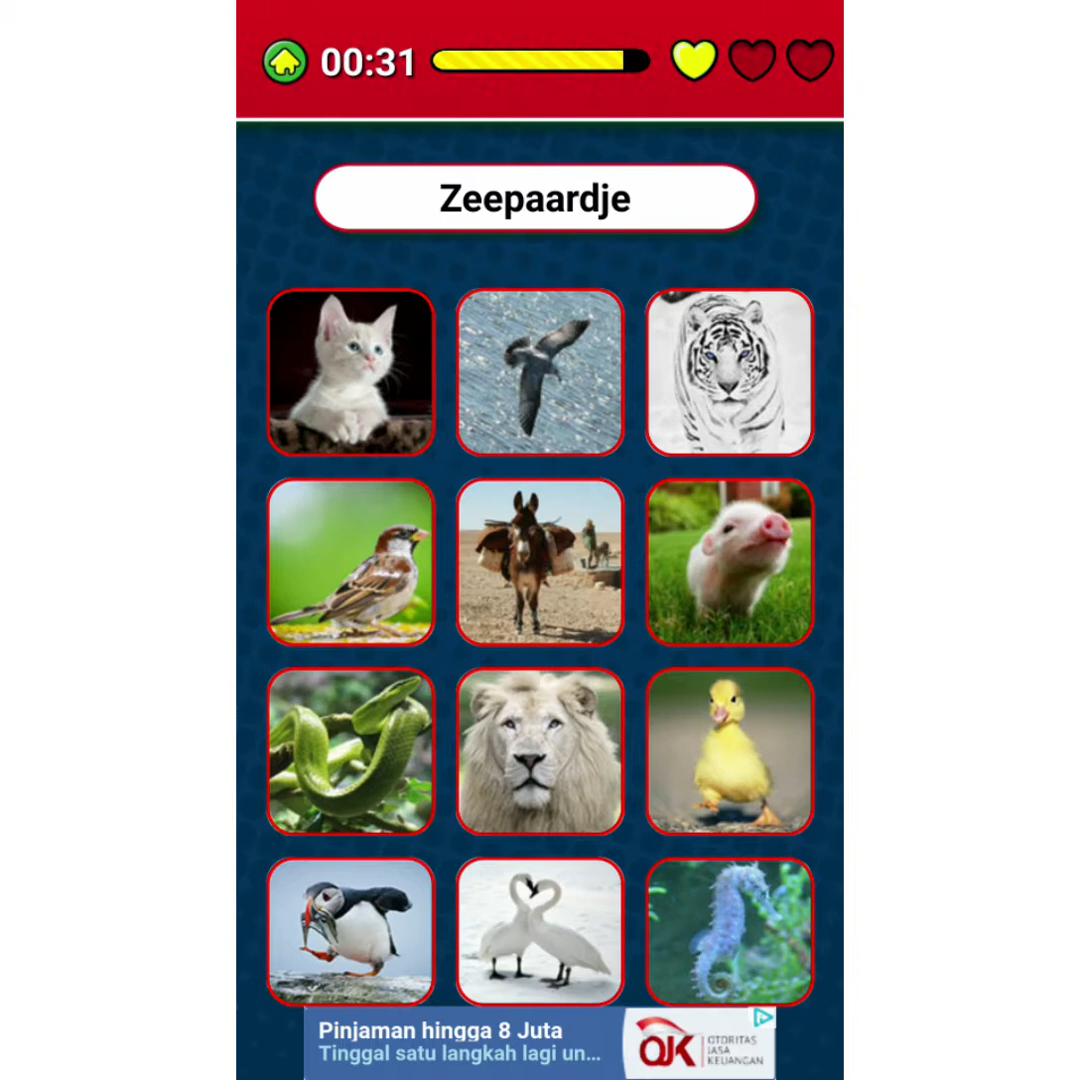 00:31
Zeepaardje
Pinjaman hingga 8 Juta
Tinggal satu langkah lagi un...
OJK
OTORITAS
JASA
KEUANGAN